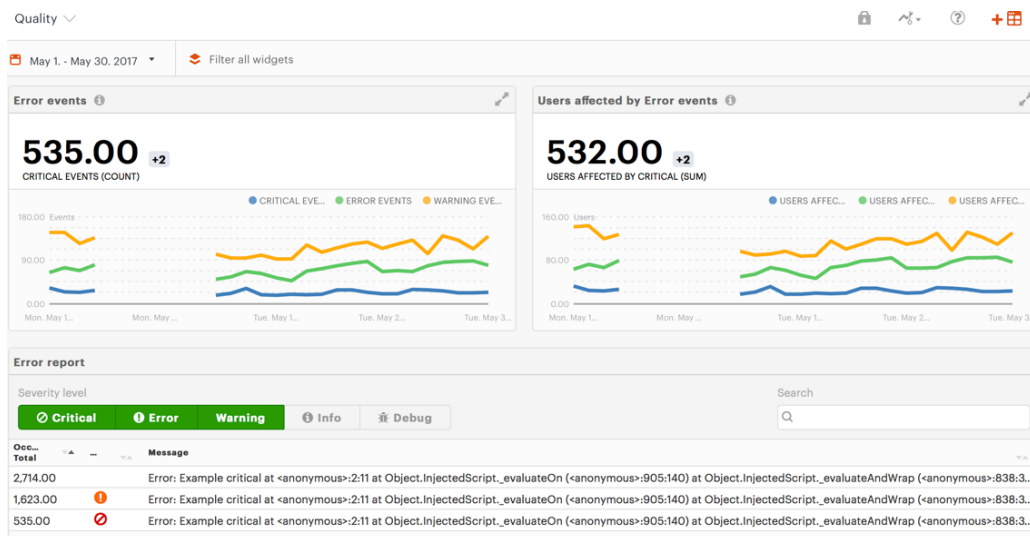 Quality
May 1. - May 30. 2017
Filter all widgets
Error events
535.00 +2
CRITICAL EVENTS (COUNT)
CRITICAL EVE... ERROR EVENTS WARNING EVE...
180.00 Events
90.00
0.00
Mon. May 1... Mon. May ... Tue. May 1... Tue. May 2... Tue. May 3...
Users affected by Error events
532.00 +2
USERS AFFECTED BY CRITICAL (SUM)
USERS AFFEC... USERS AFFEC... USERS AFFEC...
160.00 Users
80.00
0.00
Mon. May 1... Mon. May ... Tue. May 1... Tue. May 2... Tue. May 3
Error report
Severity level
Search
Critical Error Warning Info Debug
Occ... Total ... Message
2,714.00 Error: Example critical at <anonymous>:2:11 at Object.InjectedScript._evaluateOn (<anonymous>:905:140) at Object.InjectedScript._evaluateAndWrap (<anonymous>:838:3...
1,623.00 Error: Example critical at <anonymous>:2:11 at Object.InjectedScript._evaluateOn (<anonymous>:905:140) at Object.InjectedScript._evaluateAndWrap (<anonymous>:838:3...
535.00 Error: Example critical at <anonymous>:2:11 at Object.InjectedScript._evaluateOn (<anonymous>:905:140) at Object.InjectedScript._evaluateAndWrap (<anonymous>:838:3...